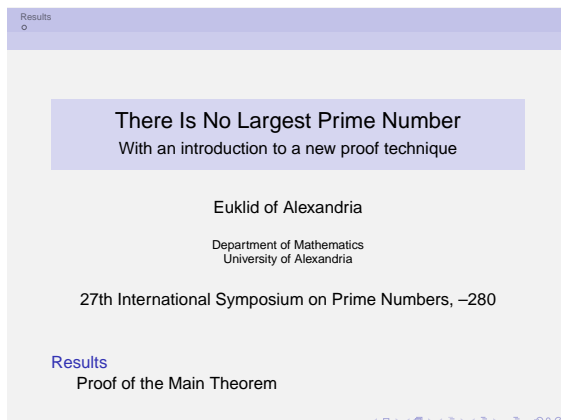 Results
There Is No Largest Prime Number
With an introduction to a new proof technique
Euklid of Alexandria
Department of Mathematics
University of Alexandria
27th International Symposium on Prime Numbers, –280
Results
Proof of the Main Theorem